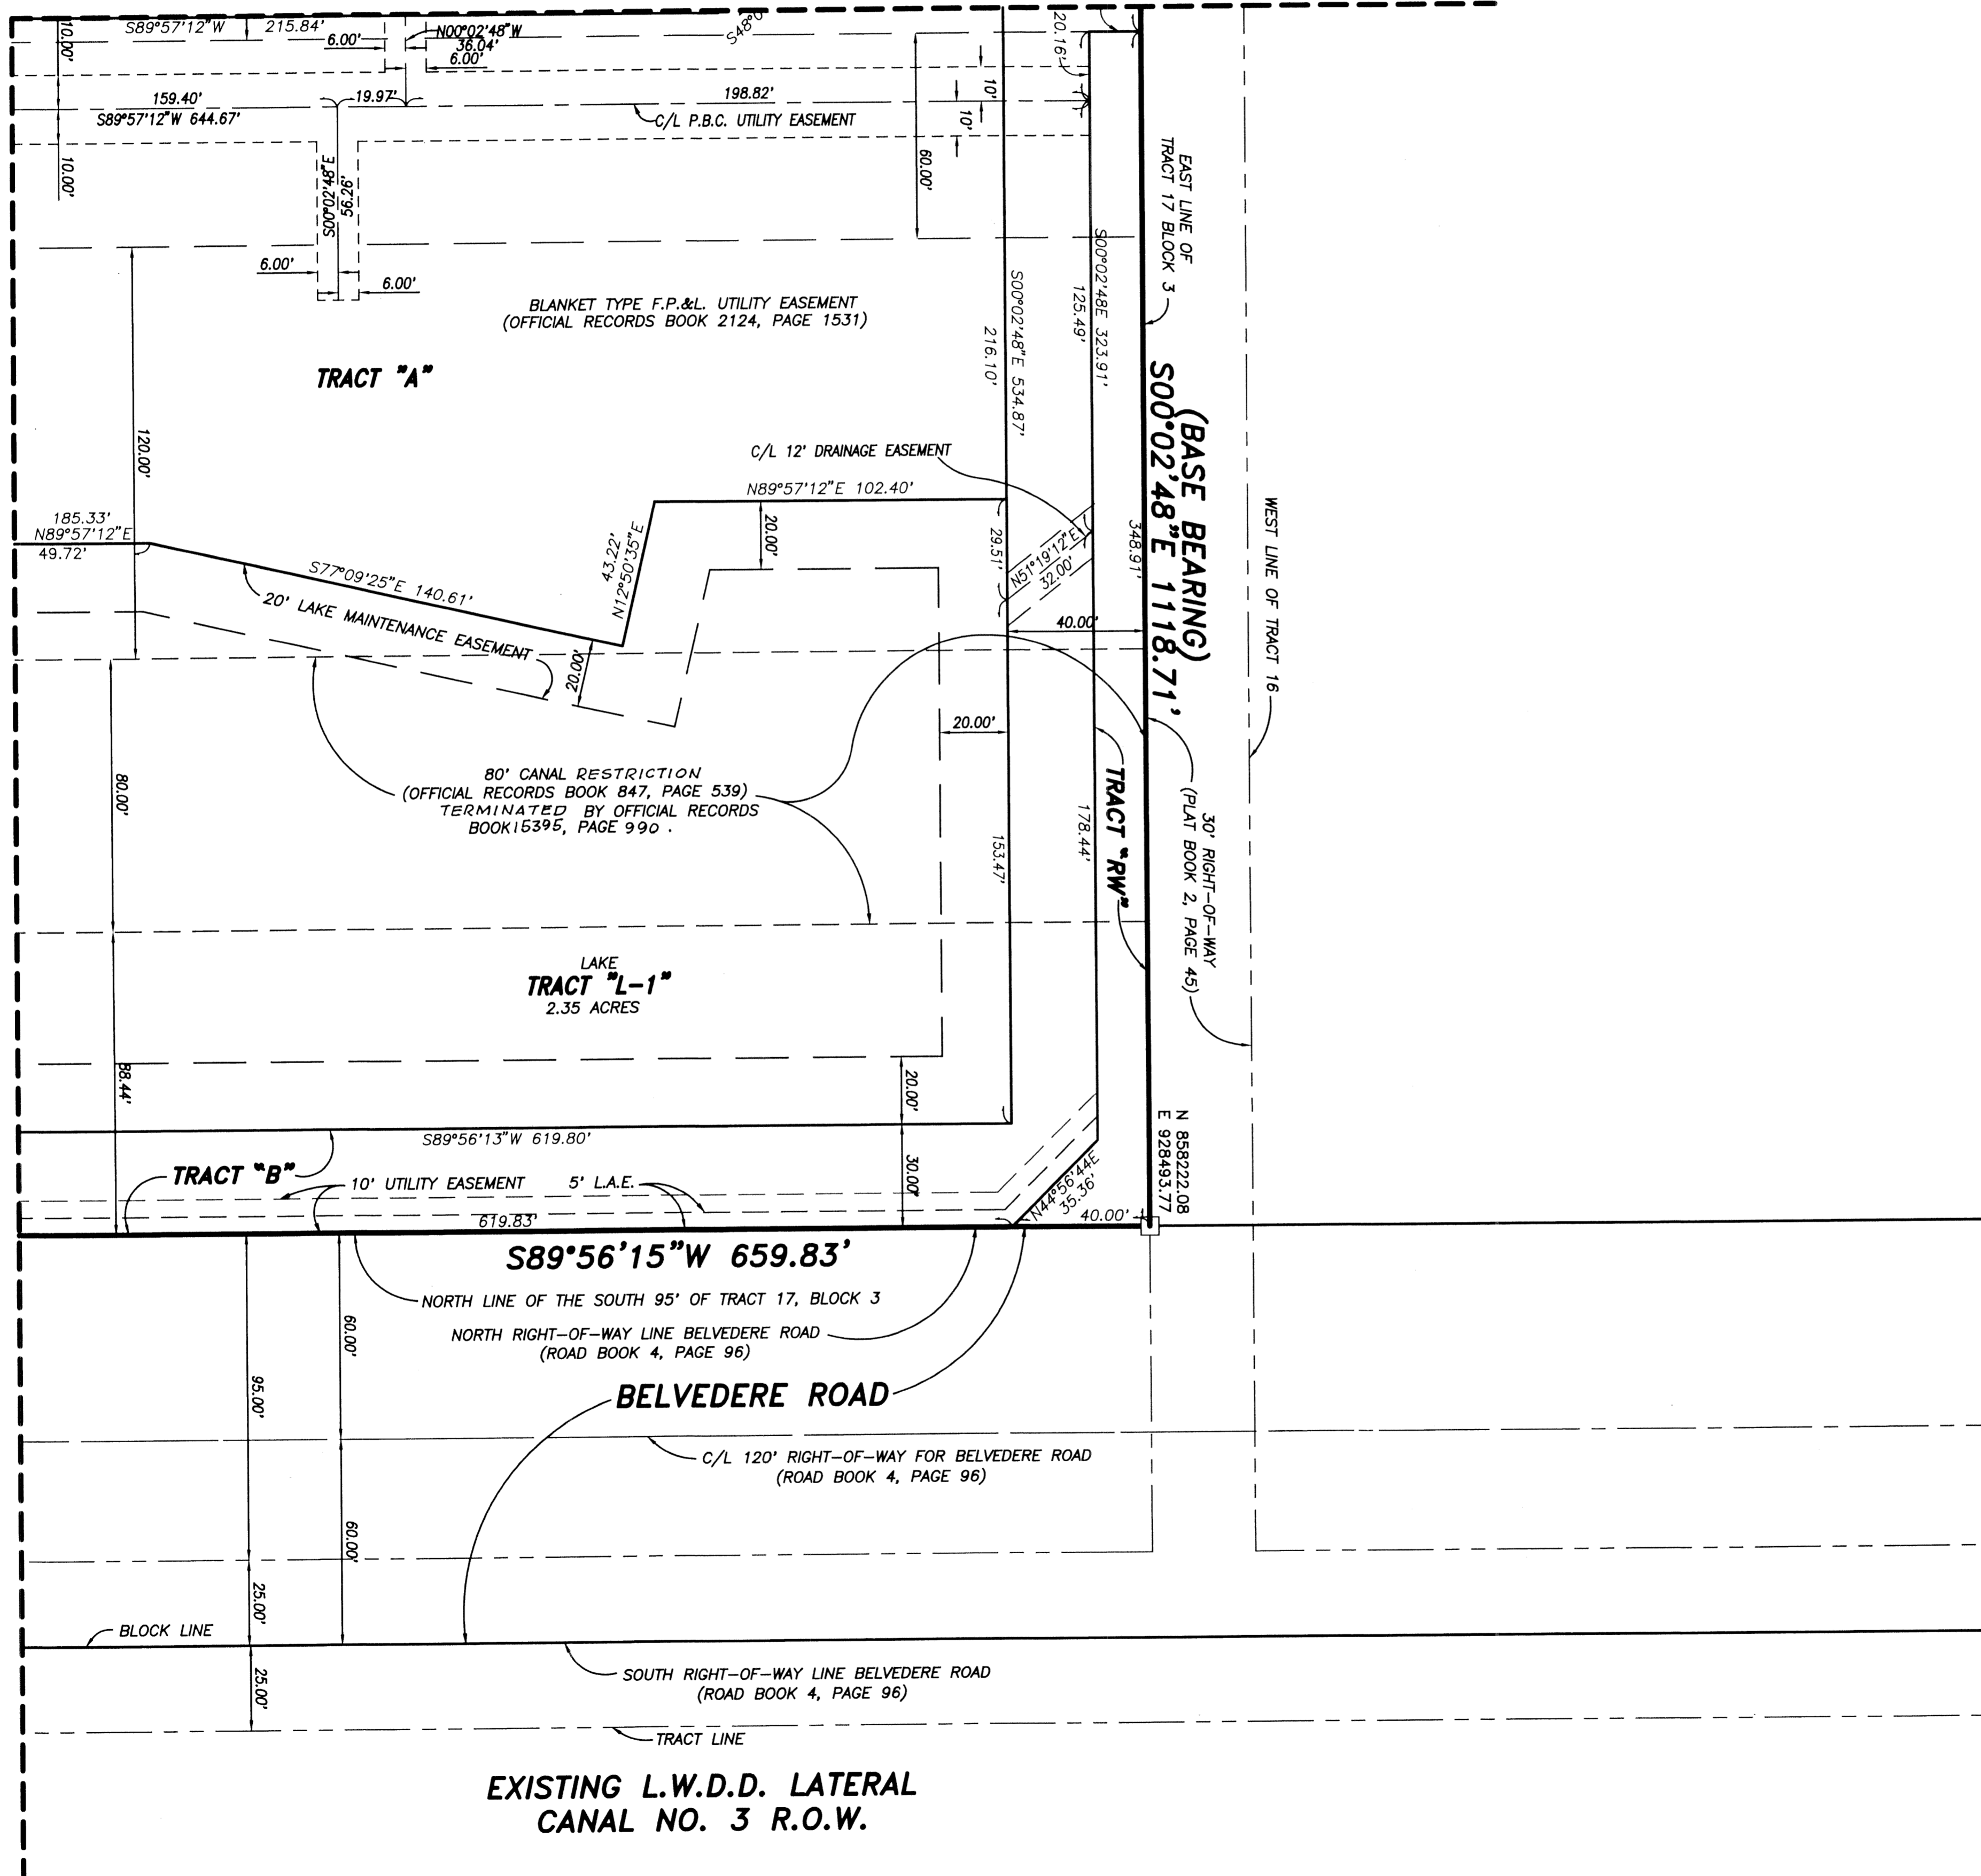 S89°57'12"W 215.84'
10.00'
6.00'
N00°02'48"W
36.04'
6.00'
S48°0
20.16'
159.40'
19.97'
198.82'
S89°57'12"W 644.67'
C/L P.B.C. UTILITY EASEMENT
10'
10'
10.00'
S00°02'48"E
56.26'
60.00'
6.00'
6.00'
EAST LINE OF
TRACT 17 BLOCK 3
BLANKET TYPE F.P.&L. UTILITY EASEMENT
(OFFICIAL RECORDS BOOK 2124, PAGE 1531)
TRACT "A"
S00°02'48"E 534.87'
216.10'
S00°02'48E 323.91'
125.49'
(BASE BEARING)
S00°02'48"E 1118.71'
120.00'
C/L 12' DRAINAGE EASEMENT
N89°57'12"E 102.40'
185.33'
N89°57'12"E
49.72'
S77°09'25"E 140.61'
43.22'
N12°50'35"E
20.00'
29.51'
N51°19'12"E
32.00'
348.91'
WEST LINE OF TRACT 16
20' LAKE MAINTENANCE EASEMENT
20.00'
40.00'
20.00'
80' CANAL RESTRICTION
(OFFICIAL RECORDS BOOK 847, PAGE 539)
TERMINATED BY OFFICIAL RECORDS
BOOK15395, PAGE 990 .
80.00'
153.47'
178.44'
TRACT "RW"
30' RIGHT-OF-WAY
(PLAT BOOK 2, PAGE 45)
LAKE
TRACT "L-1"
2.35 ACRES
88.44'
20.00'
S89°56'13"W 619.80'
N 858222.08
E 928493.77
TRACT "B"
10' UTILITY EASEMENT
5' L.A.E.
30.00'
N44°56'44E
35.36'
619.83'
40.00'
S89°56'15"W 659.83'
NORTH LINE OF THE SOUTH 95' OF TRACT 17, BLOCK 3
60.00'
NORTH RIGHT-OF-WAY LINE BELVEDERE ROAD
(ROAD BOOK 4, PAGE 96)
95.00'
BELVEDERE ROAD
C/L 120' RIGHT-OF-WAY FOR BELVEDERE ROAD
(ROAD BOOK 4, PAGE 96)
60.00'
25.00'
BLOCK LINE
25.00'
SOUTH RIGHT-OF-WAY LINE BELVEDERE ROAD
(ROAD BOOK 4, PAGE 96)
TRACT LINE
EXISTING L.W.D.D. LATERAL
CANAL NO. 3 R.O.W.